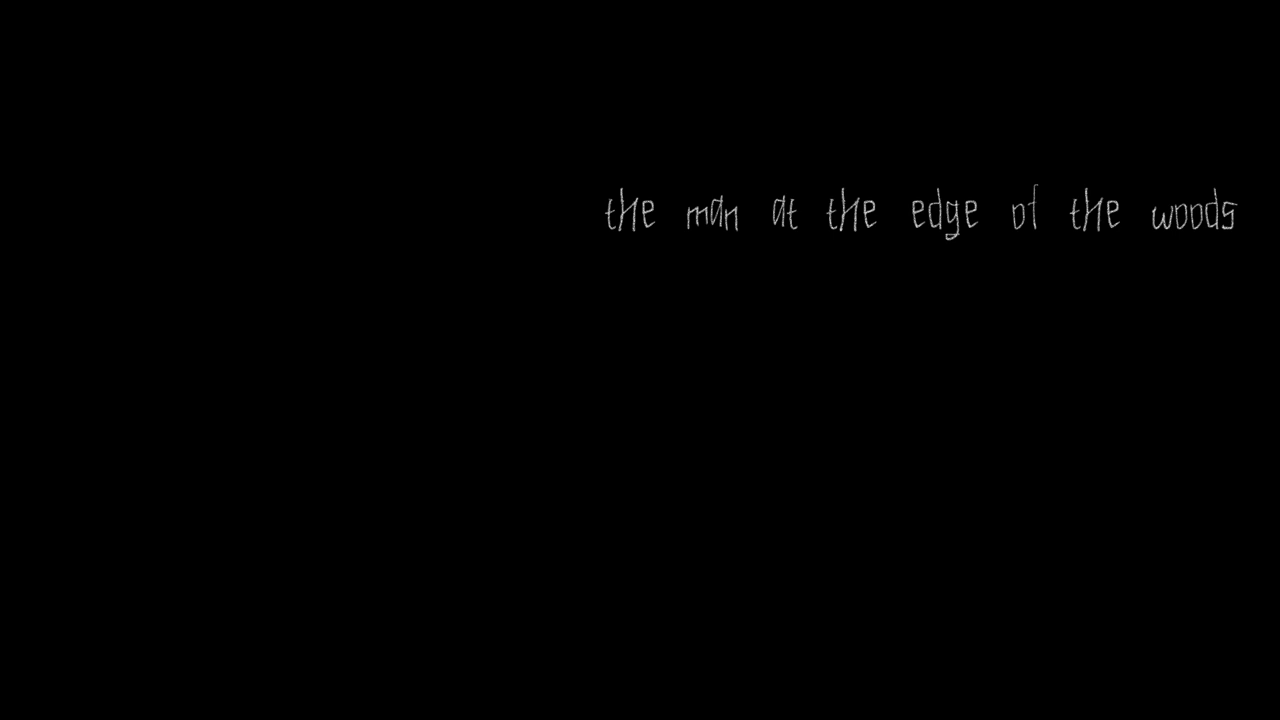 the man at the edge of the woods